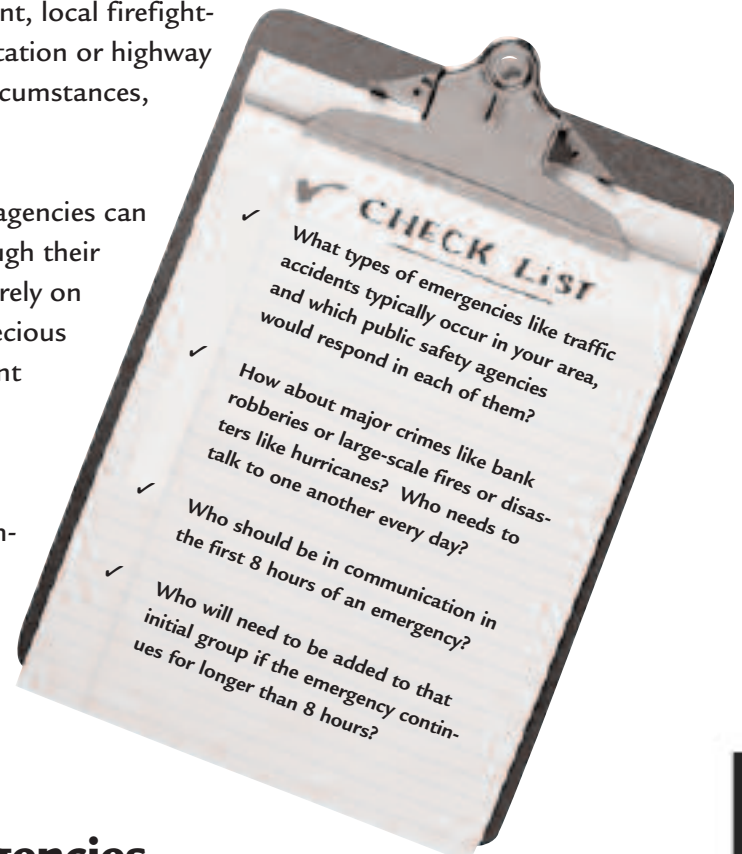 nt, local firefight-
tation or highway
cumstances,
agencies can
ugh their
rely on
ecious
nt
n-
✓ CHECK LIST
✓ What types of emergencies like traffic
accidents typically occur in your area,
and which public safety agencies
would respond in each of them?
✓ How about major crimes like bank
robberies or large-scale fires or disas-
ters like hurricanes? Who needs to
talk to one another every day?
✓ Who should be in communication in
the first 8 hours of an emergency?
✓ Who will need to be added to that
initial group if the emergency contin-
ues for longer than 8 hours?
gencies